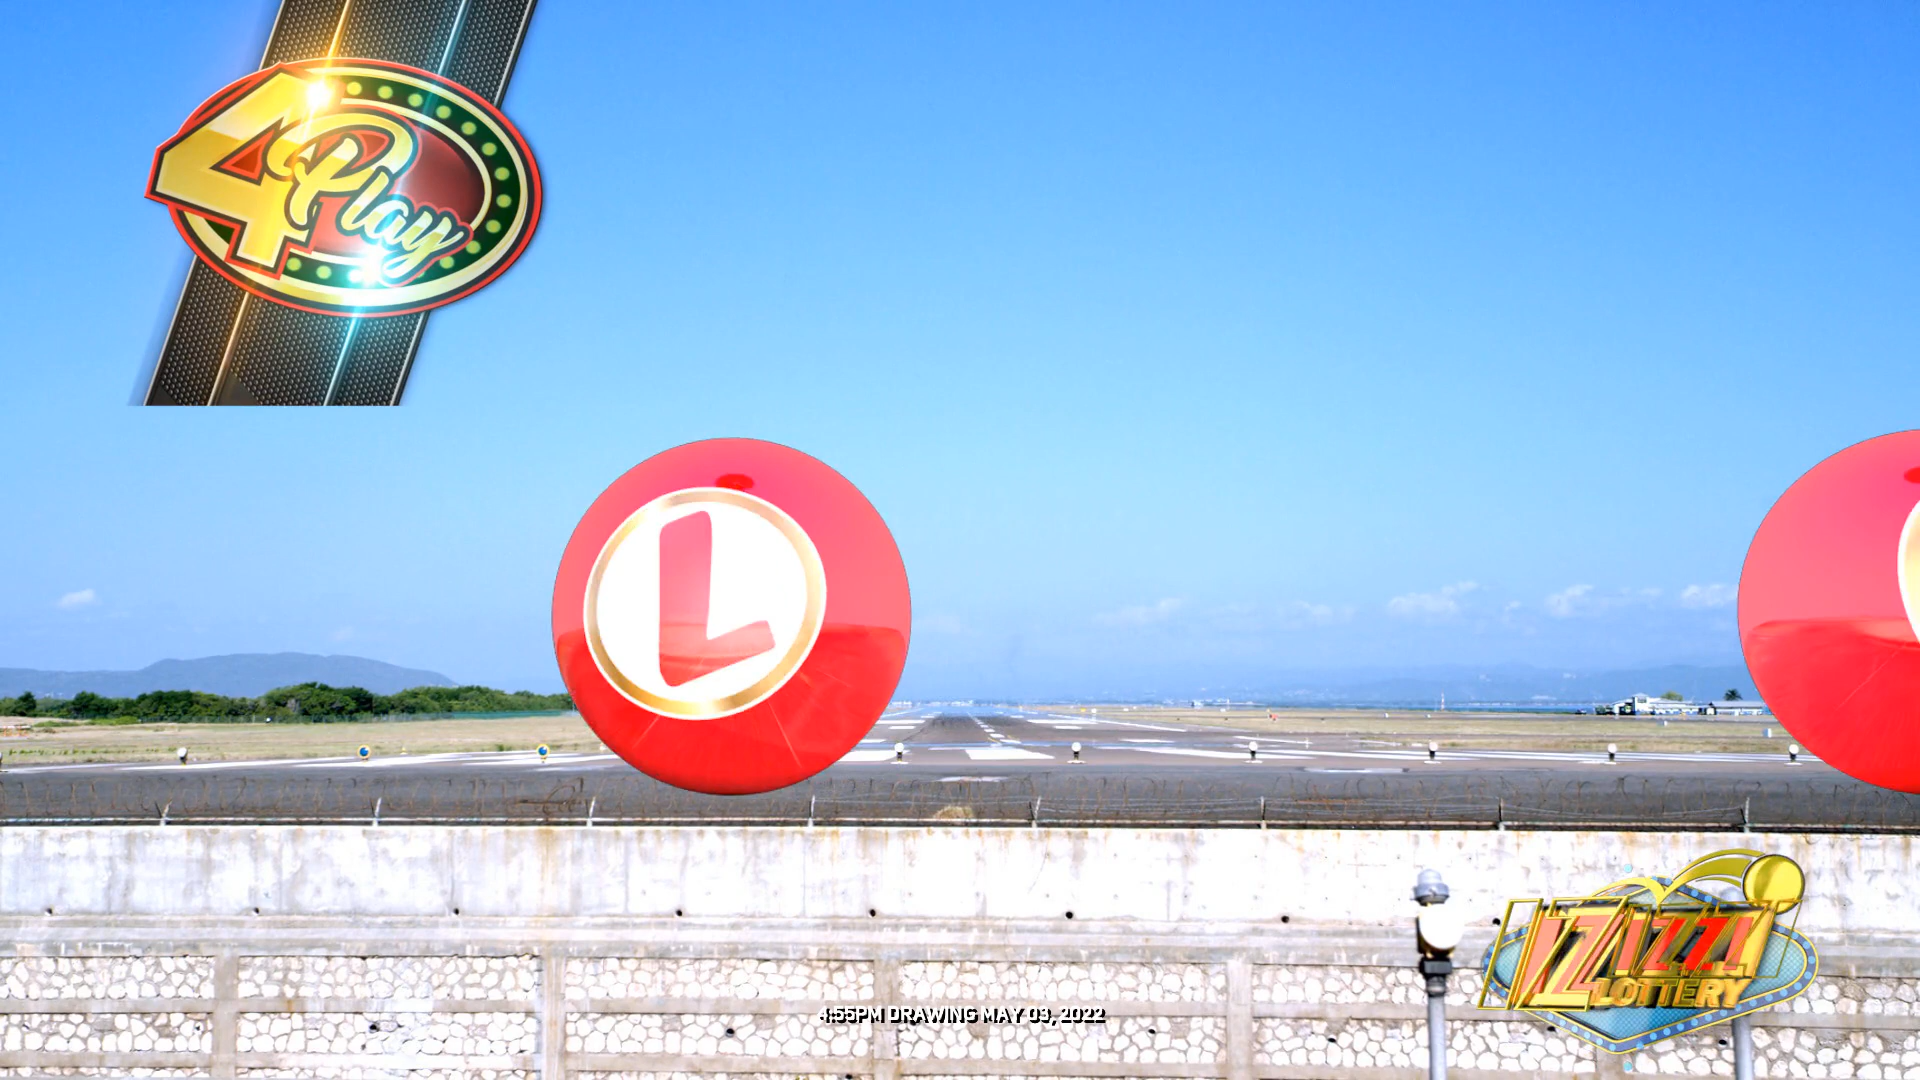 4Play
L
IZIZZI
LOTTERY
4:55PM DRAWING MAY 03, 2022